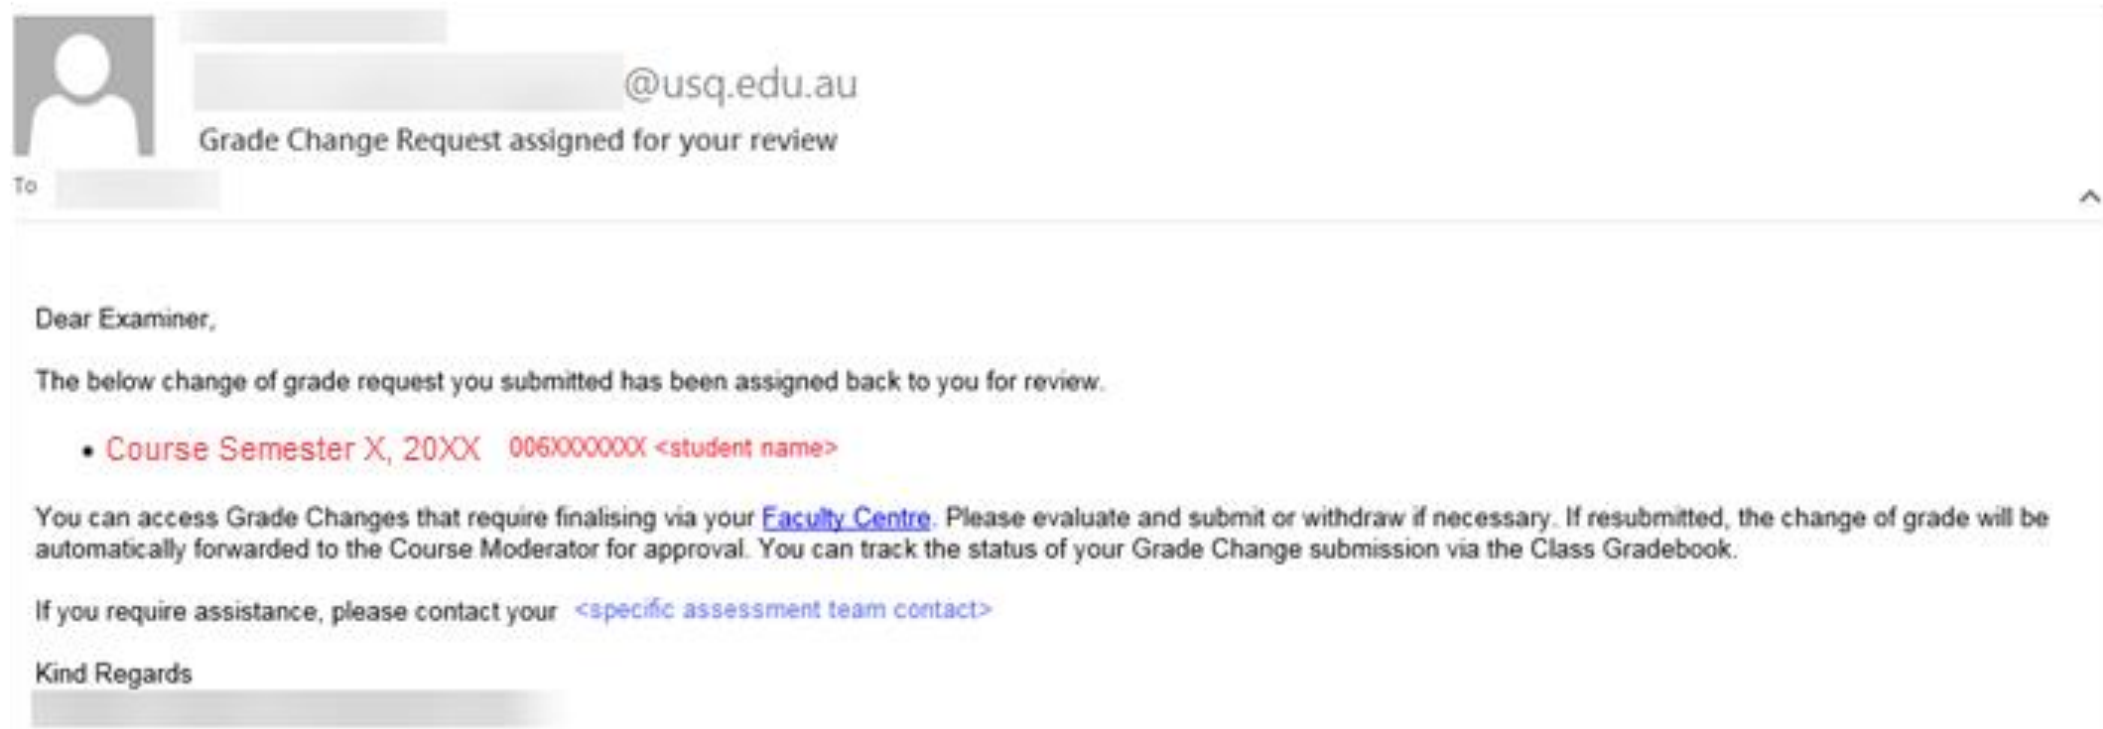 @usq.edu.au
Grade Change Request assigned for your review
To
Dear Examiner,
The below change of grade request you submitted has been assigned back to you for review.
• Course Semester X, 20XX 006XXXXXXX <student name>
You can access Grade Changes that require finalising via your Faculty Centre. Please evaluate and submit or withdraw if necessary. If resubmitted, the change of grade will be
automatically forwarded to the Course Moderator for approval. You can track the status of your Grade Change submission via the Class Gradebook.
If you require assistance, please contact your <specific assessment team contact>
Kind Regards